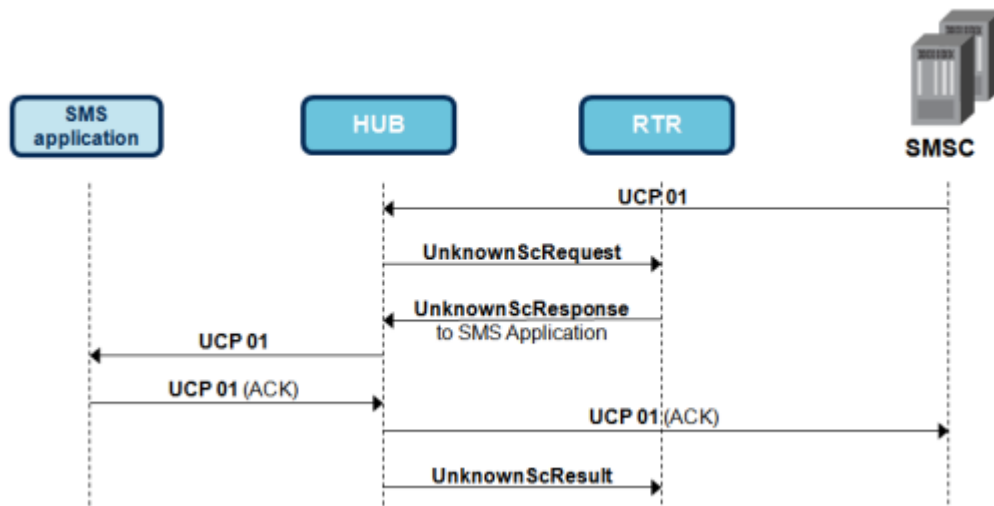 SMS
application
HUB
RTR
SMSC
UCP 01
UnknownScRequest
UnknownScResponse
to SMS Application
UCP 01
UCP 01 (ACK)
UCP 01 (ACK)
UnknownScResult